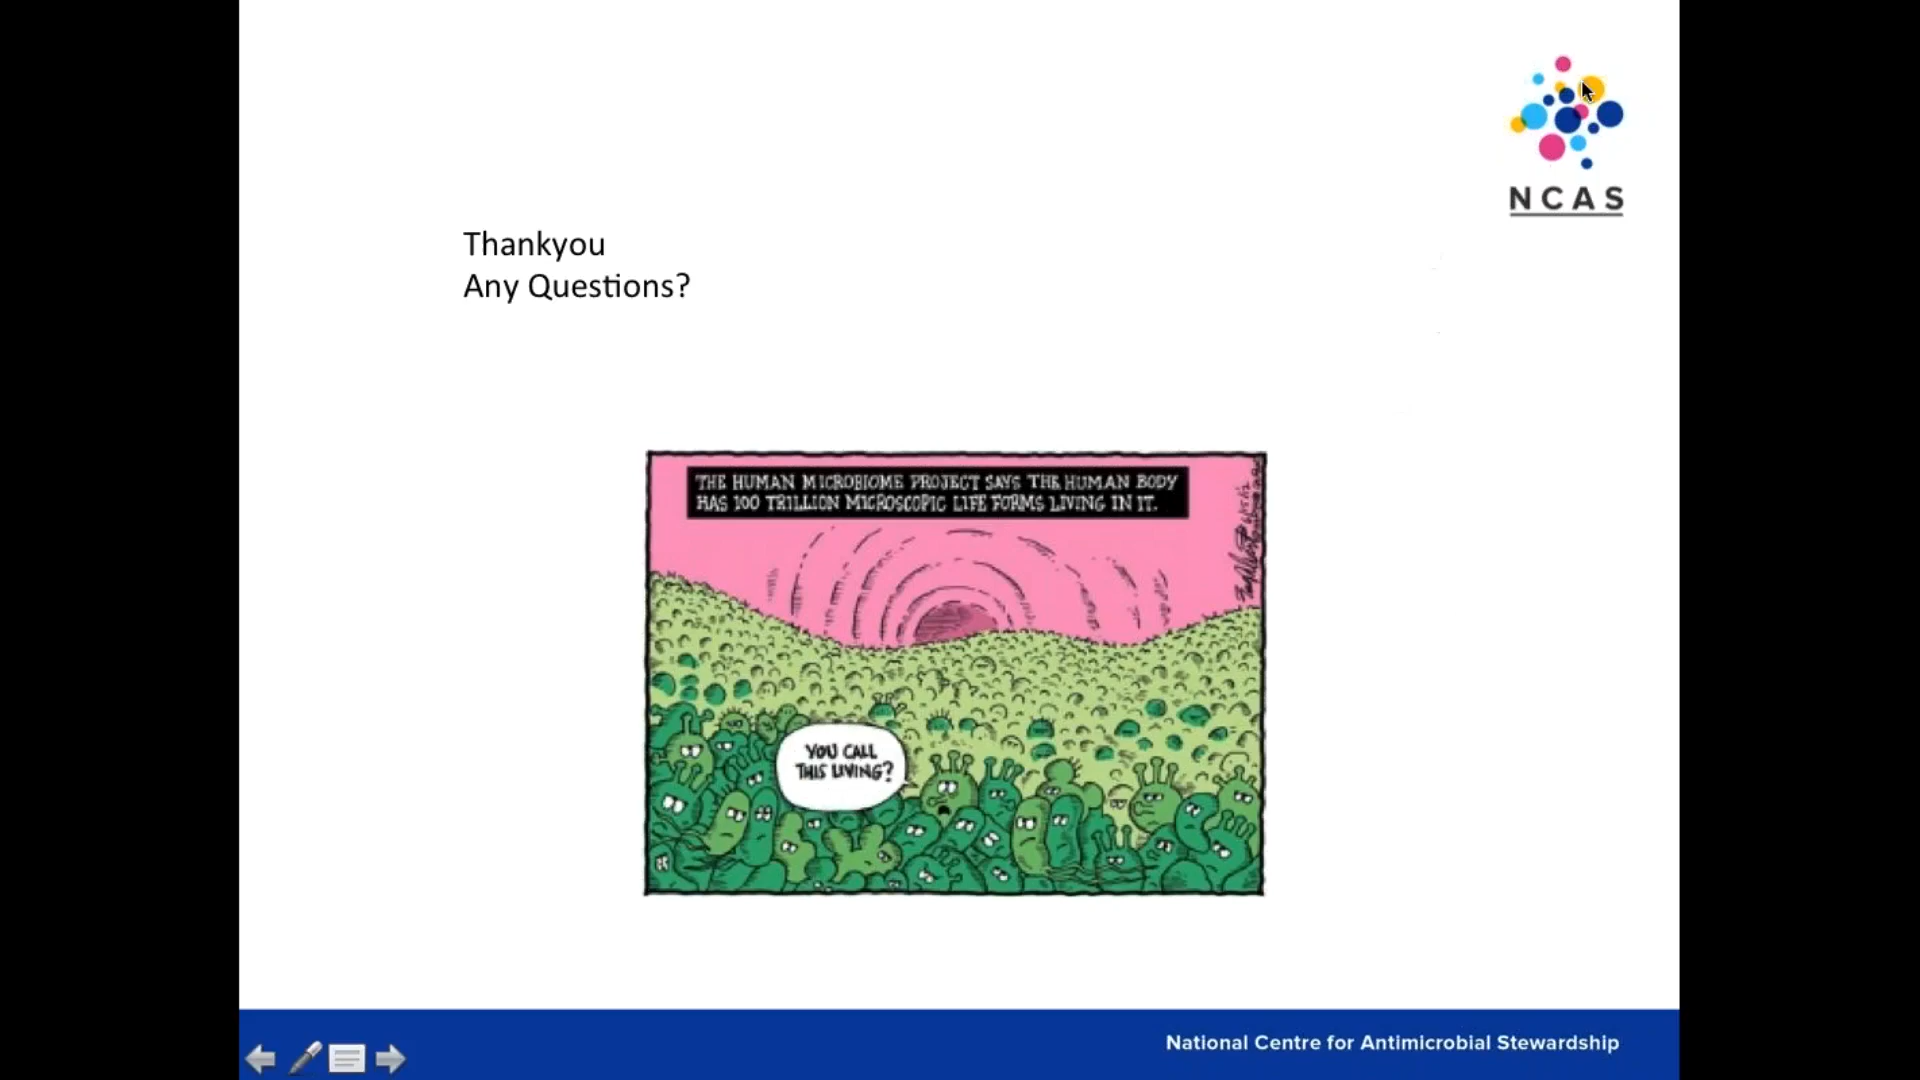 NCAS
Thankyou
Any Questions?
THE HUMAN MICROBIOME PROJECT SAYS THE HUMAN BODY
HAS 100 TRILLION MICROSCOPIC LIFE FORMS LIVING IN IT.
YOU CALL
THIS LIVING?
National Centre for Antimicrobial Stewardship